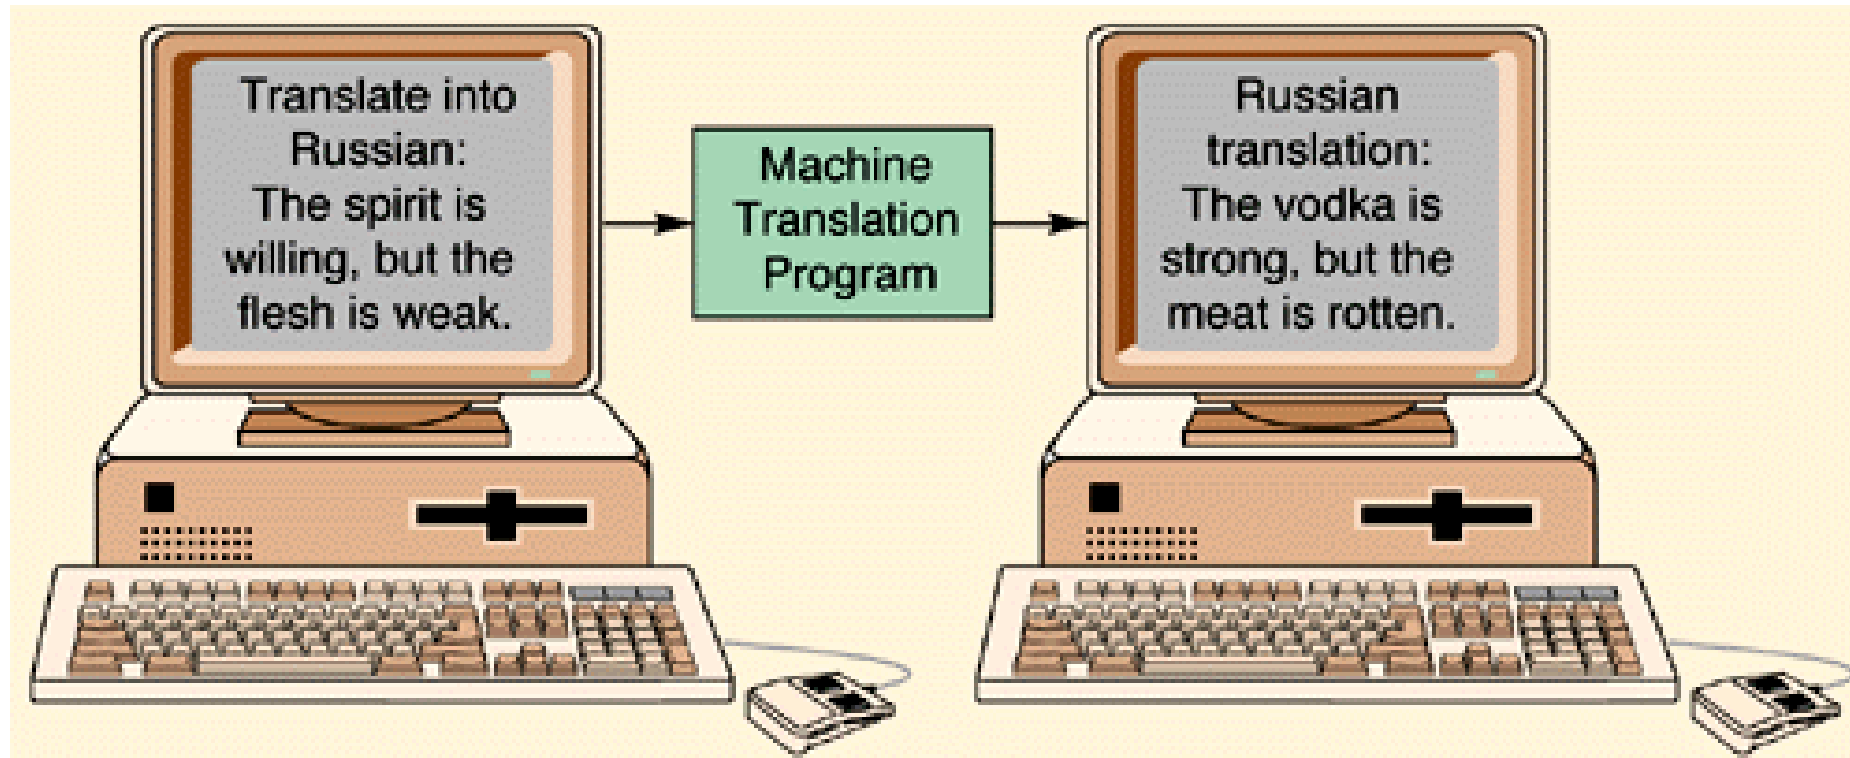 Translate into
Russian:
The spirit is
willing, but the
flesh is weak.
Machine
Translation
Program
Russian
translation:
The vodka is
strong, but the
meat is rotten.